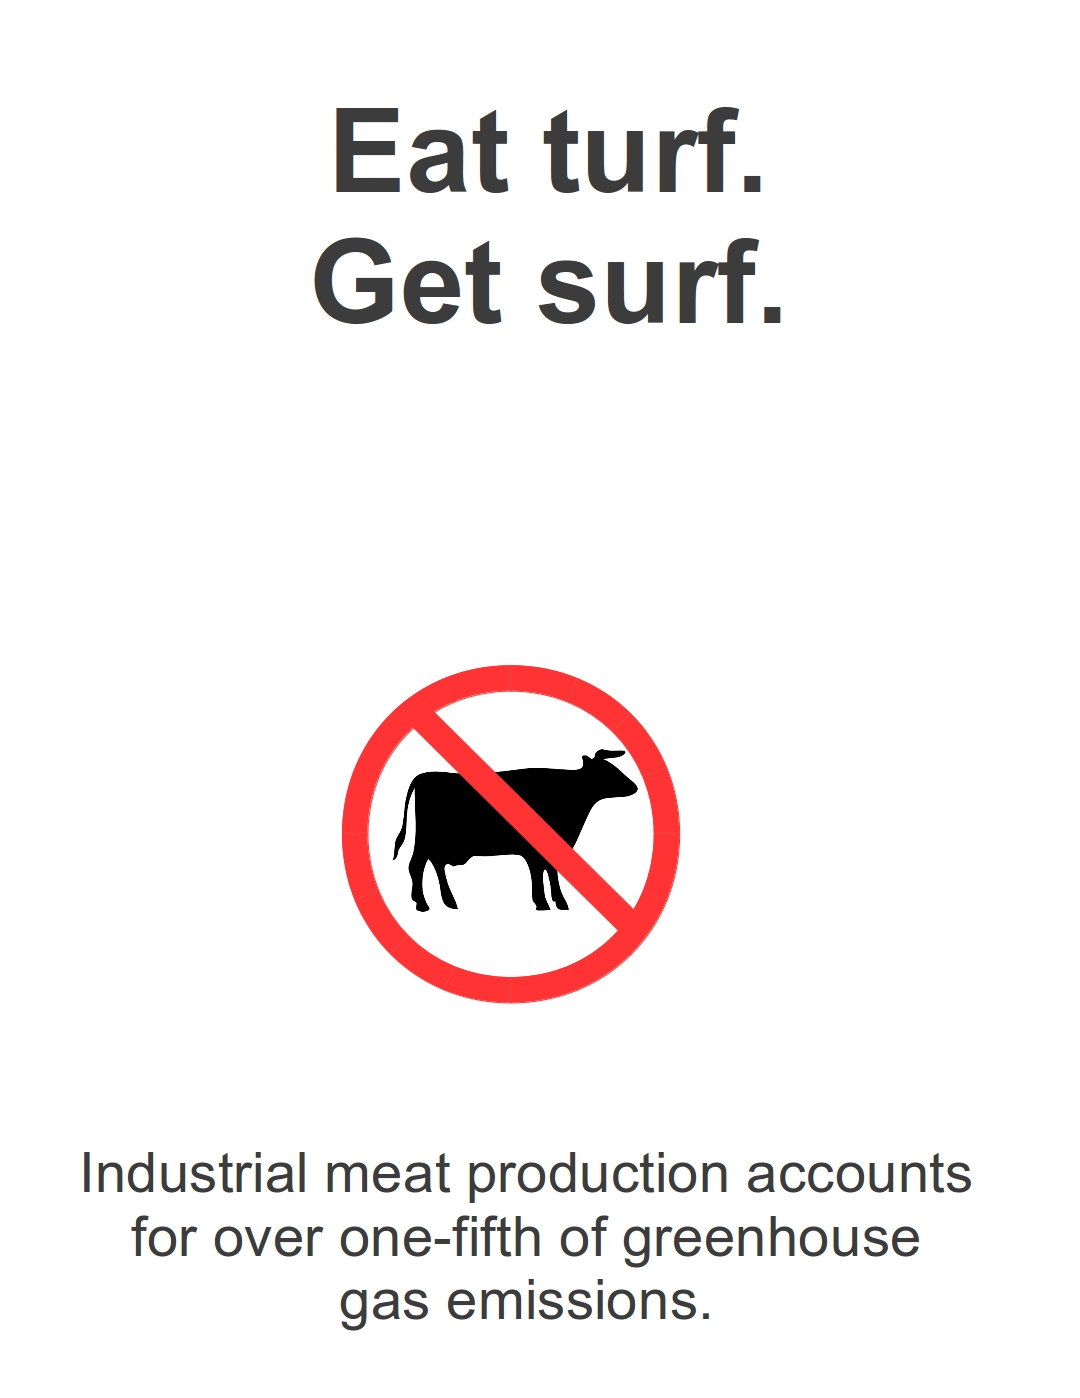 Eat turf.
Get surf.
Industrial meat production accounts
for over one-fifth of greenhouse
gas emissions.